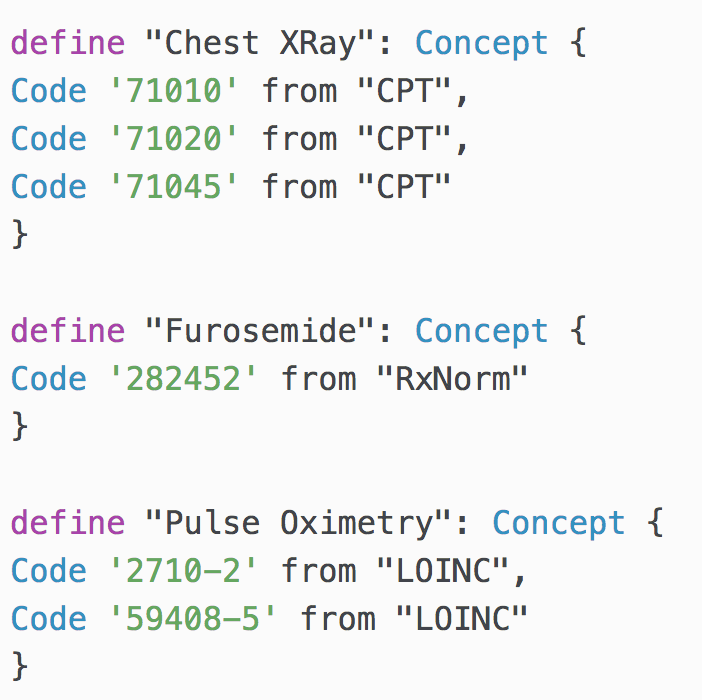 define "Chest XRay": Concept {
Code '71010' from "CPT",
Code '71020' from "CPT",
Code '71045' from "CPT"
}
define "Furosemide": Concept {
Code '282452' from "RxNorm"
}
define "Pulse Oximetry": Concept {
Code '2710-2' from "LOINC",
Code '59408-5' from "LOINC"
}